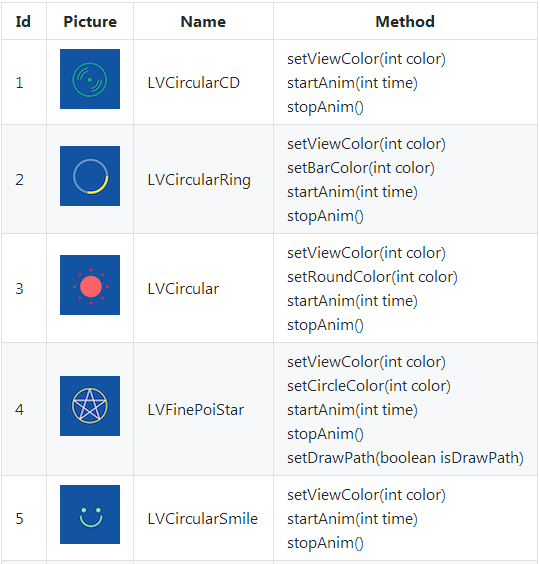 Id Picture Name Method
1 LVCircularCD setViewColor(int color)
startAnim(int time)
stopAnim()
2 LVCircularRing setViewColor(int color)
setBarColor(int color)
startAnim(int time)
stopAnim()
3 LVCircular setViewColor(int color)
setRoundColor(int color)
startAnim(int time)
stopAnim()
4 LVFinePoiStar setViewColor(int color)
setCircleColor(int color)
startAnim(int time)
stopAnim()
setDrawPath(boolean isDrawPath)
5 LVCircularSmile setViewColor(int color)
startAnim(int time)
stopAnim()